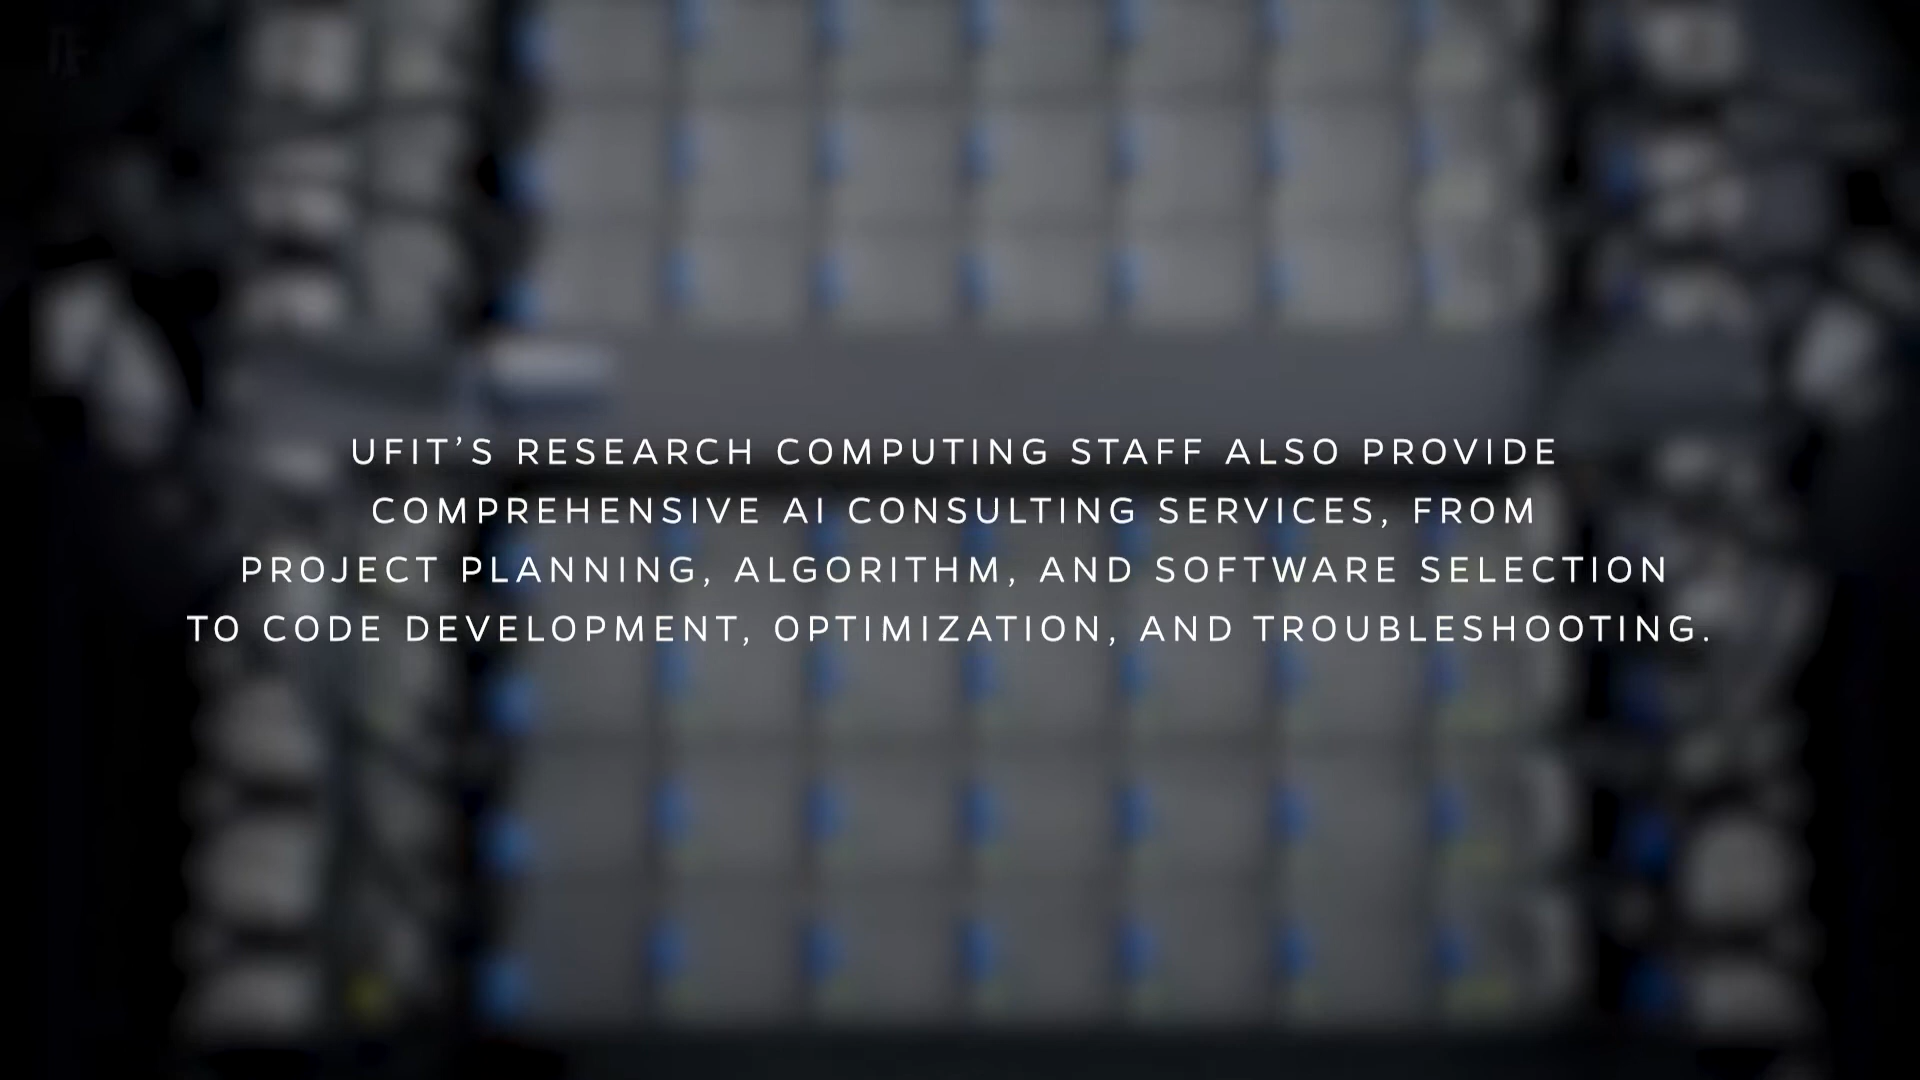 UFIT’S RESEARCH COMPUTING STAFF ALSO PROVIDE
COMPREHENSIVE AI CONSULTING SERVICES, FROM
PROJECT PLANNING, ALGORITHM, AND SOFTWARE SELECTION
TO CODE DEVELOPMENT, OPTIMIZATION, AND TROUBLESHOOTING.